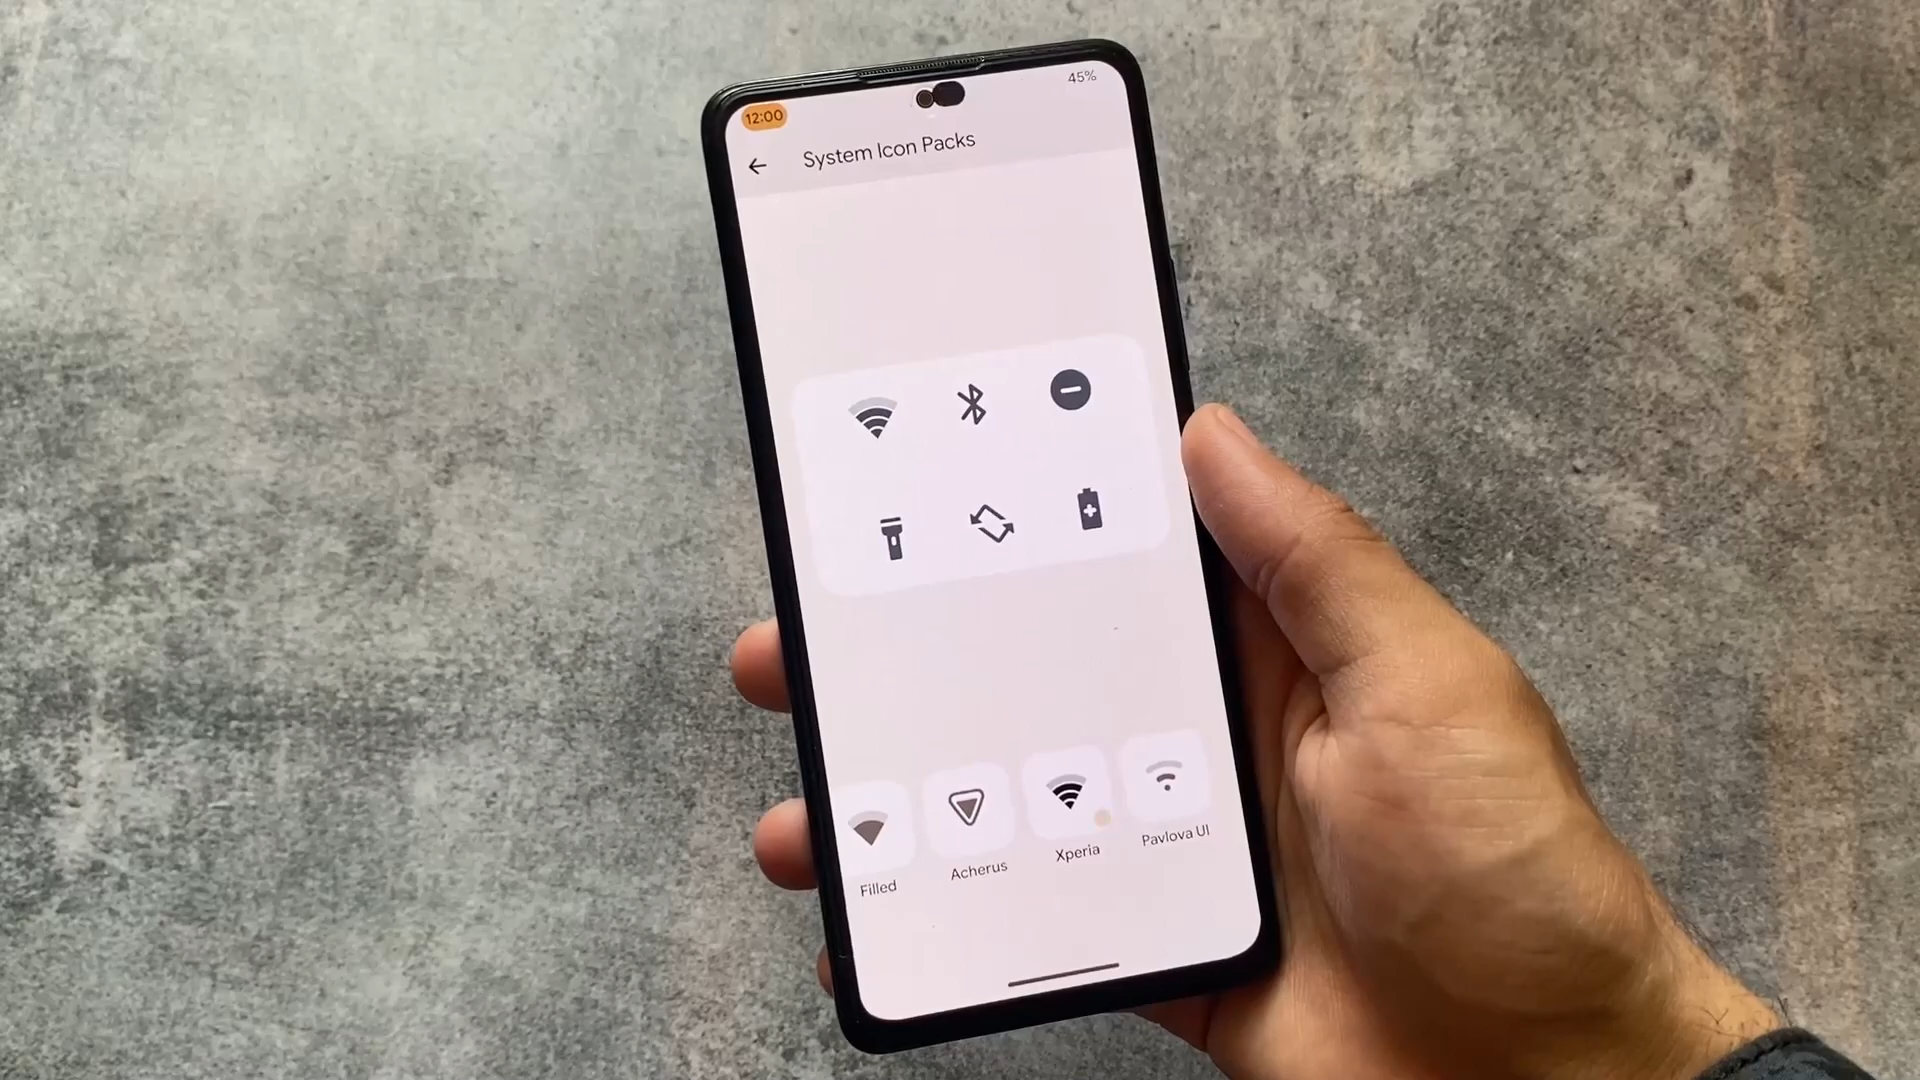 12:00
45%
System Icon Packs
Filled
Acherus
Xperia
Pavlova UI